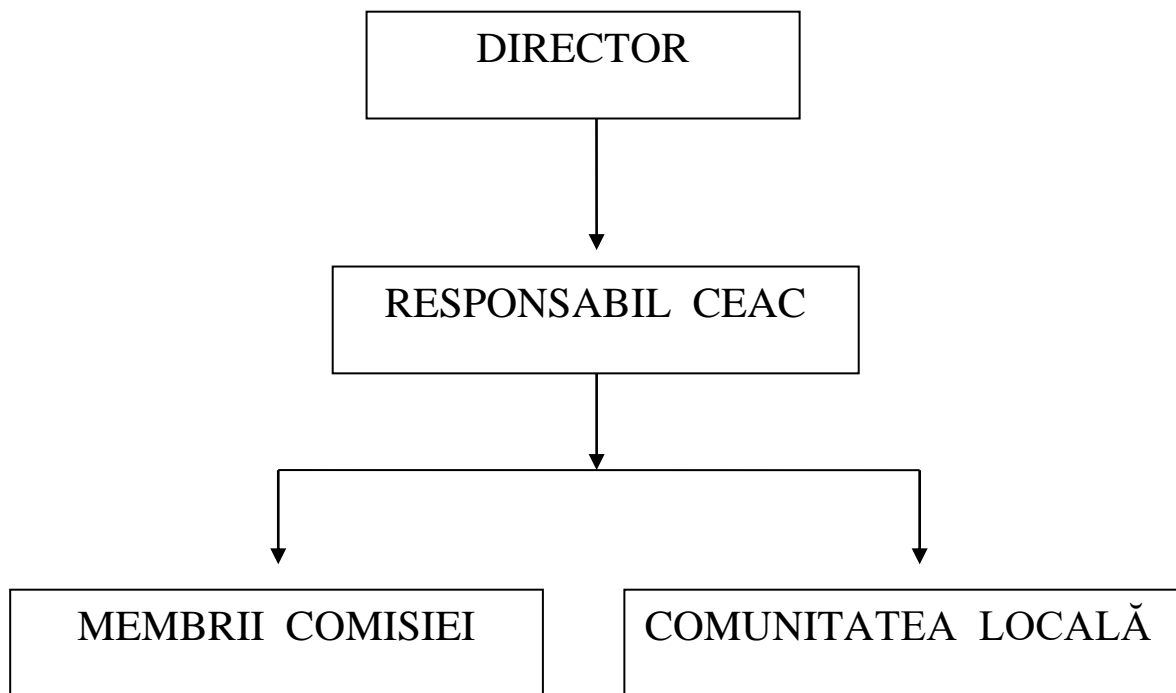 DIRECTOR
RESPONSABIL CEAC
MEMBRII COMISIEI
COMUNITATEA LOCALĂ